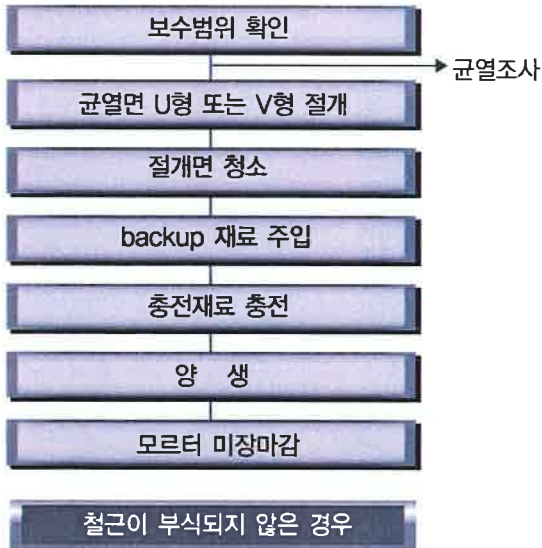 보수범위 확인
균열조사
균열면 U형 또는 V형 절개
절개면 청소
backup 재료 주입
충전재료 충전
양 생
모르터 미장마감
철근이 부식되지 않은 경우